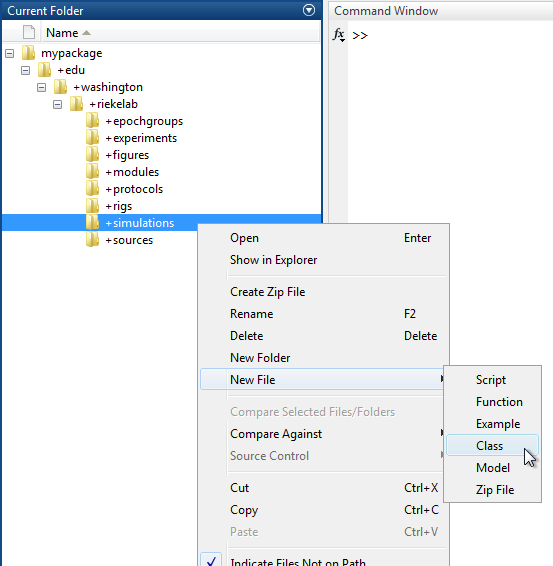 Current Folder
Name
mypackage
+edu
+washington
+riekelab
+epochgroups
+experiments
+figures
+modules
+protocols
+rigs
+simulations
+sources
Command Window
fx >>
Open Enter
Show in Explorer
Create Zip File
Rename F2
Delete Delete
New Folder
New File
Compare Selected Files/Folders
Compare Against
Source Control
Cut Ctrl+X
Copy Ctrl+C
Paste Ctrl+V
Indicate Files Not on Path
Script
Function
Example
Class
Model
Zip File